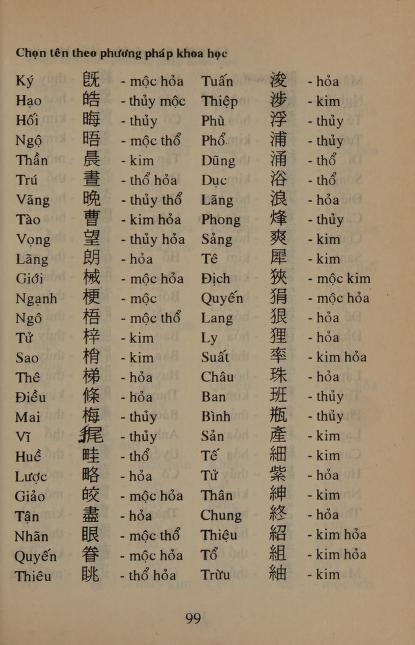 Chọn tên theo phương pháp khoa học
Ký 旣 - mộc hỏa Tuấn 浚 - hỏa
Hạo 皓 - thủy mộc Thiệp 涉 - kim
Hối 晦 - thủy Phù 浮 - thủy
Ngộ 晤 - mộc thổ Phổ 浦 - thủy
Thần 晨 - kim Dũng 涌 - thổ
Trú 晝 - thổ hỏa Dục 浴 - thổ
Vãng 晚 - thủy thổ Lãng 浪 - hỏa
Tào 曹 - kim hỏa Phong 烽 - thủy
Vọng 望 - thủy hỏa Sảng 爽 - kim
Lãng 朗 - hỏa Tê 犀 - kim
Giới 械 - mộc hỏa Địch 狹 - mộc kim
Ngạnh 梗 - mộc Quyến 狷 - mộc hỏa
Ngô 梧 - mộc thổ Lang 狠 - hỏa
Tử 梓 - kim Ly 狸 - hỏa
Sao 梢 - kim Suất 率 - kim hỏa
Thê 梯 - hỏa Châu 珠 - hỏa
Điều 條 - hỏa Ban 班 - thủy
Mai 梅 - thủy Bình 瓶 - thủy
Vĩ 捤 - thủy Sản 產 - kim
Huề 畦 - thổ Tế 細 - kim
Lược 略 - hỏa Tử 紫 - hỏa
Giảo 皎 - mộc hỏa Thân 紳 - kim
Tận 盡 - hỏa Chung 終 - hỏa
Nhãn 眼 - mộc thổ Thiệu 紹 - kim hỏa
Quyến 眷 - mộc hỏa Tổ 組 - kim hỏa
Thiêu 眺 - thổ hỏa Trừu 紬 - kim
99